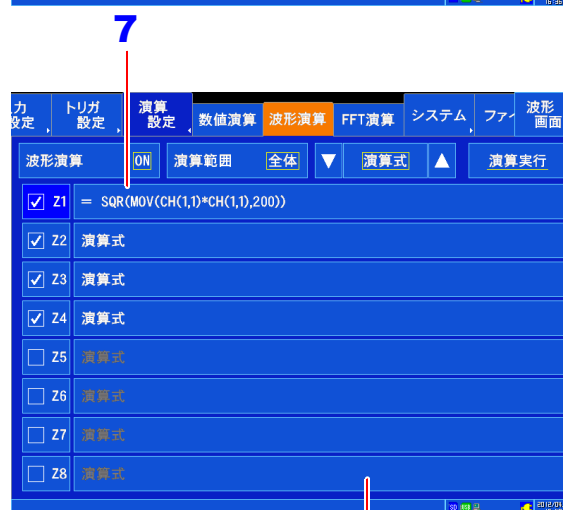 7
力
設定
トリガ
設定
演算
設定
数値演算
波形演算
FFT演算
システム
ファイ
波形
画面
波形演算 ON 演算範囲 全体 ▼ 演算式 ▲ 演算実行
Z1 = SQR(MOV(CH(1,1)*CH(1,1),200))
Z2 演算式
Z3 演算式
Z4 演算式
Z5 演算式
Z6 演算式
Z7 演算式
Z8 演算式
SD USB